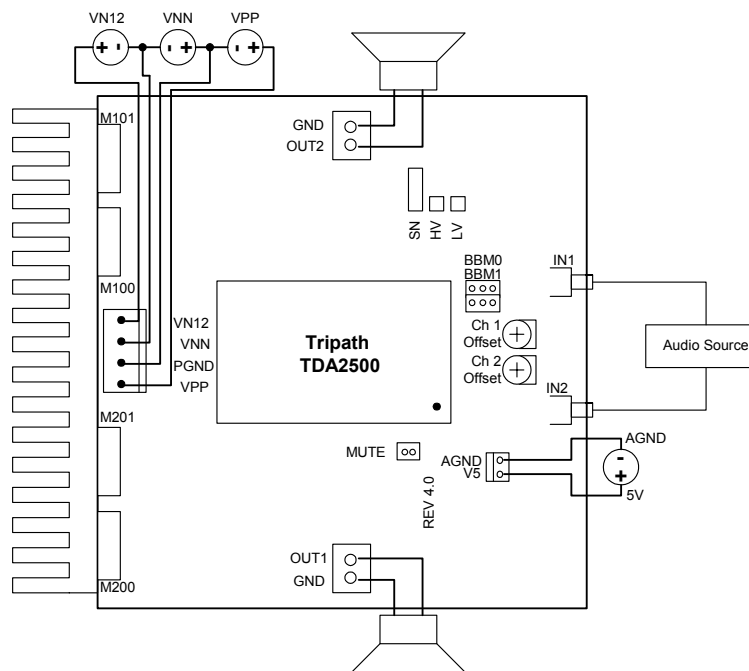 VN12 VNN VPP
+ - - + - +
M101
GND
OUT2
SN
HV
LV
M100
BBM0
BBM1
IN1
VN12
VNN
PGND
VPP
Tripath
TDA2500
Ch 1
Offset
Ch 2
Offset
Audio Source
IN2
M201
MUTE
AGND
V5
AGND
-
+
5V
REV 4.0
OUT1
GND
M200